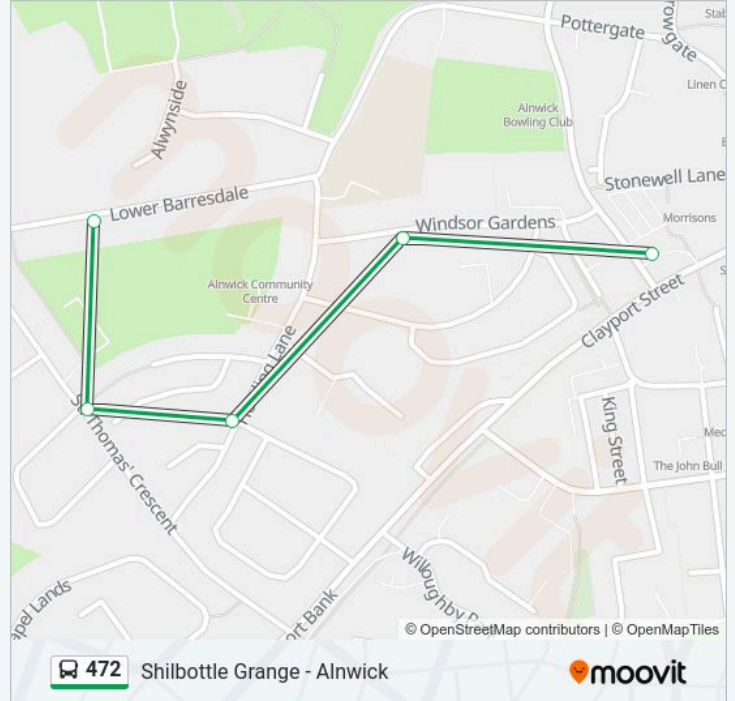 Pottergate
Stab
rowgate
Linen C
Alnwick
Bowling Club
Alwynside
Stonewell Lane
Lower Barresdale
Morrisons
Windsor Gardens
Alnwick Community
Centre
Clayport Street
King Street
Mec
The John Bull
Thomas' Crescent
Willoughby
apel Lands
ort Bank
© OpenStreetMap contributors | © OpenMapTiles
472 Shilbottle Grange - Alnwick
moovit